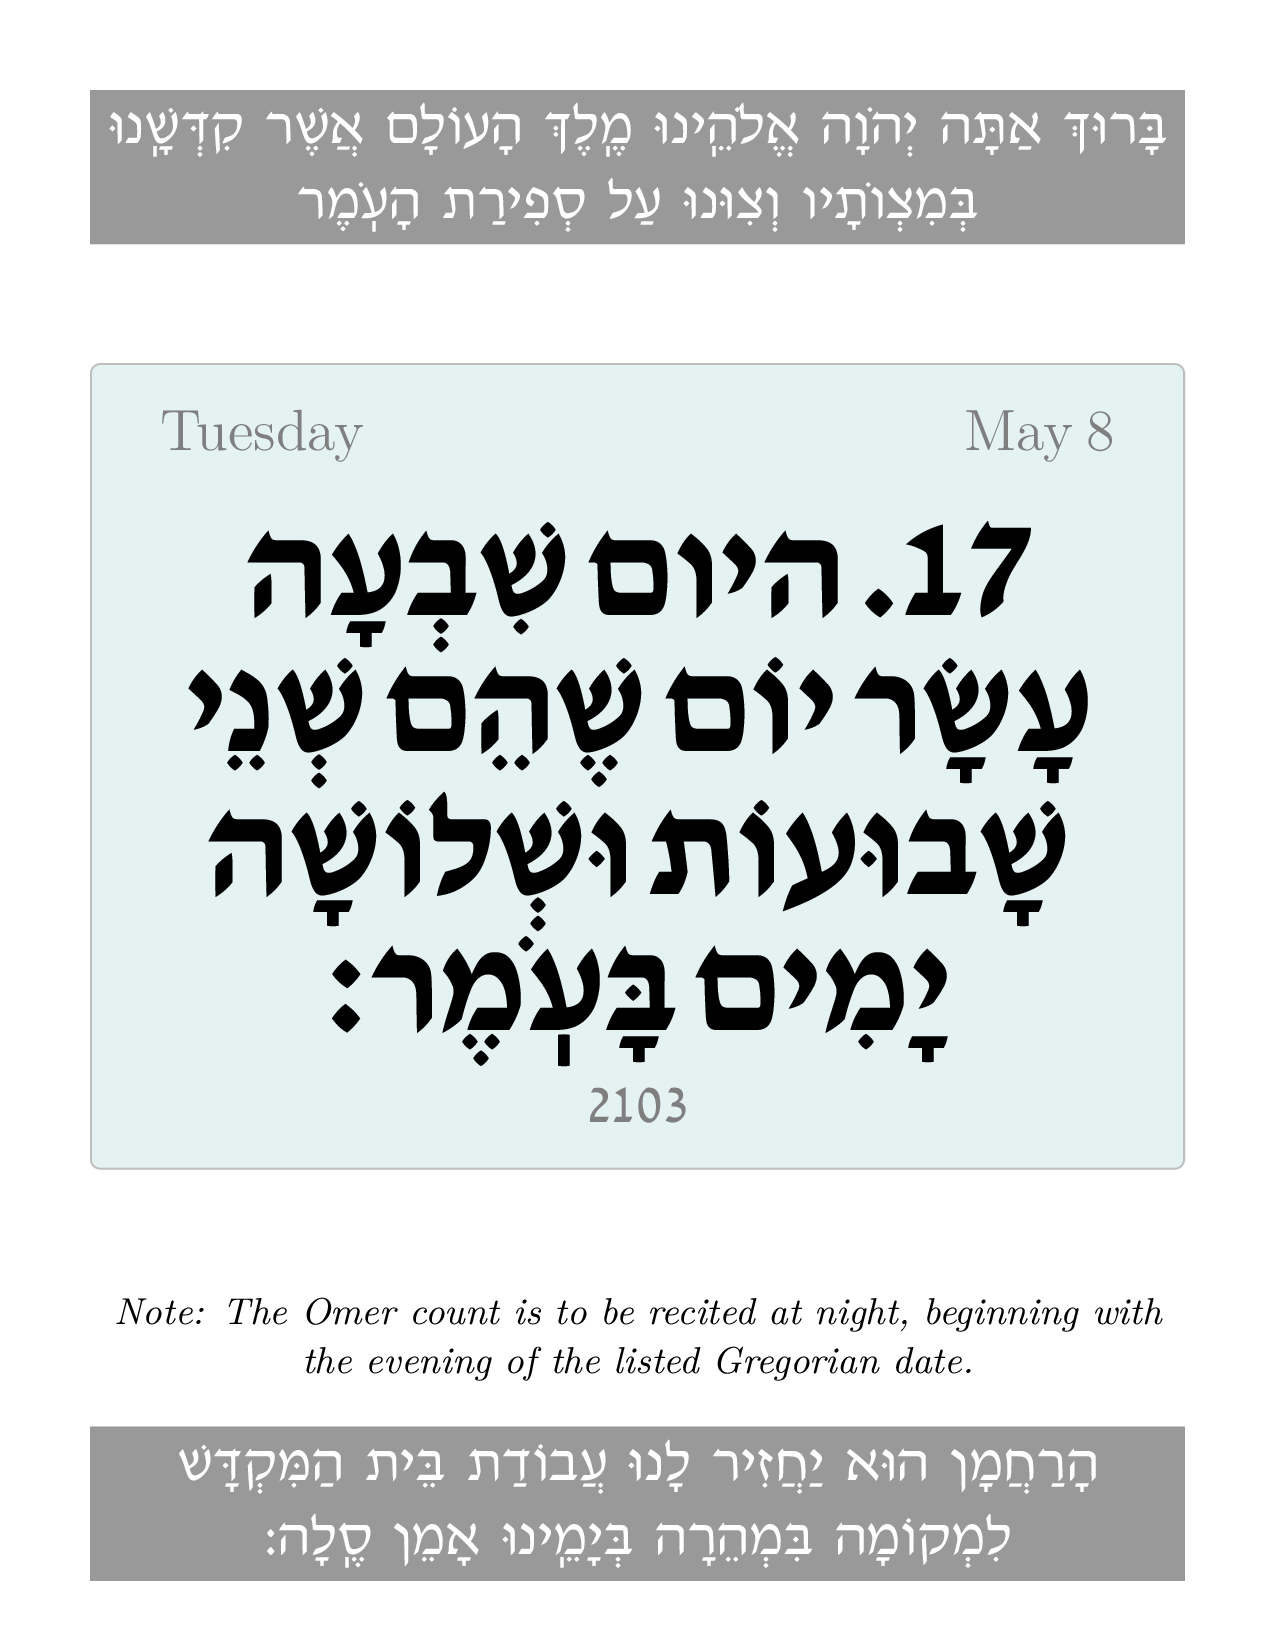 בָּרוּךְ אַתָּה יְהֹוָה אֱלֹהֵֽינוּ מֶֽלֶךְ הָעוֹלָם אֲשֶׁר קִדְּשָֽׁנוּ
בְּמִצְוֹתָיו וְצִוּנוּ עַל סְפִירַת הָעֹֽמֶר
Tuesday May 8
17. היום שִׁבְעָה
עָשָׂר יוֹם שֶׁהֵם שְׁנֵי
שָׁבוּעוֹת וּשְׁלוֹשָׁה
יָמִים בָּעֹֽמֶר:
2103
Note: The Omer count is to be recited at night, beginning with
the evening of the listed Gregorian date.
הָרַחֲמָן הוּא יַחֲזִיר לָנוּ עֲבוֹדַת בֵּית הַמִּקְדָּשׁ
לִמְקוֹמָה בִּמְהֵרָה בְּיָמֵֽינוּ אָמֵן סֶֽלָה: